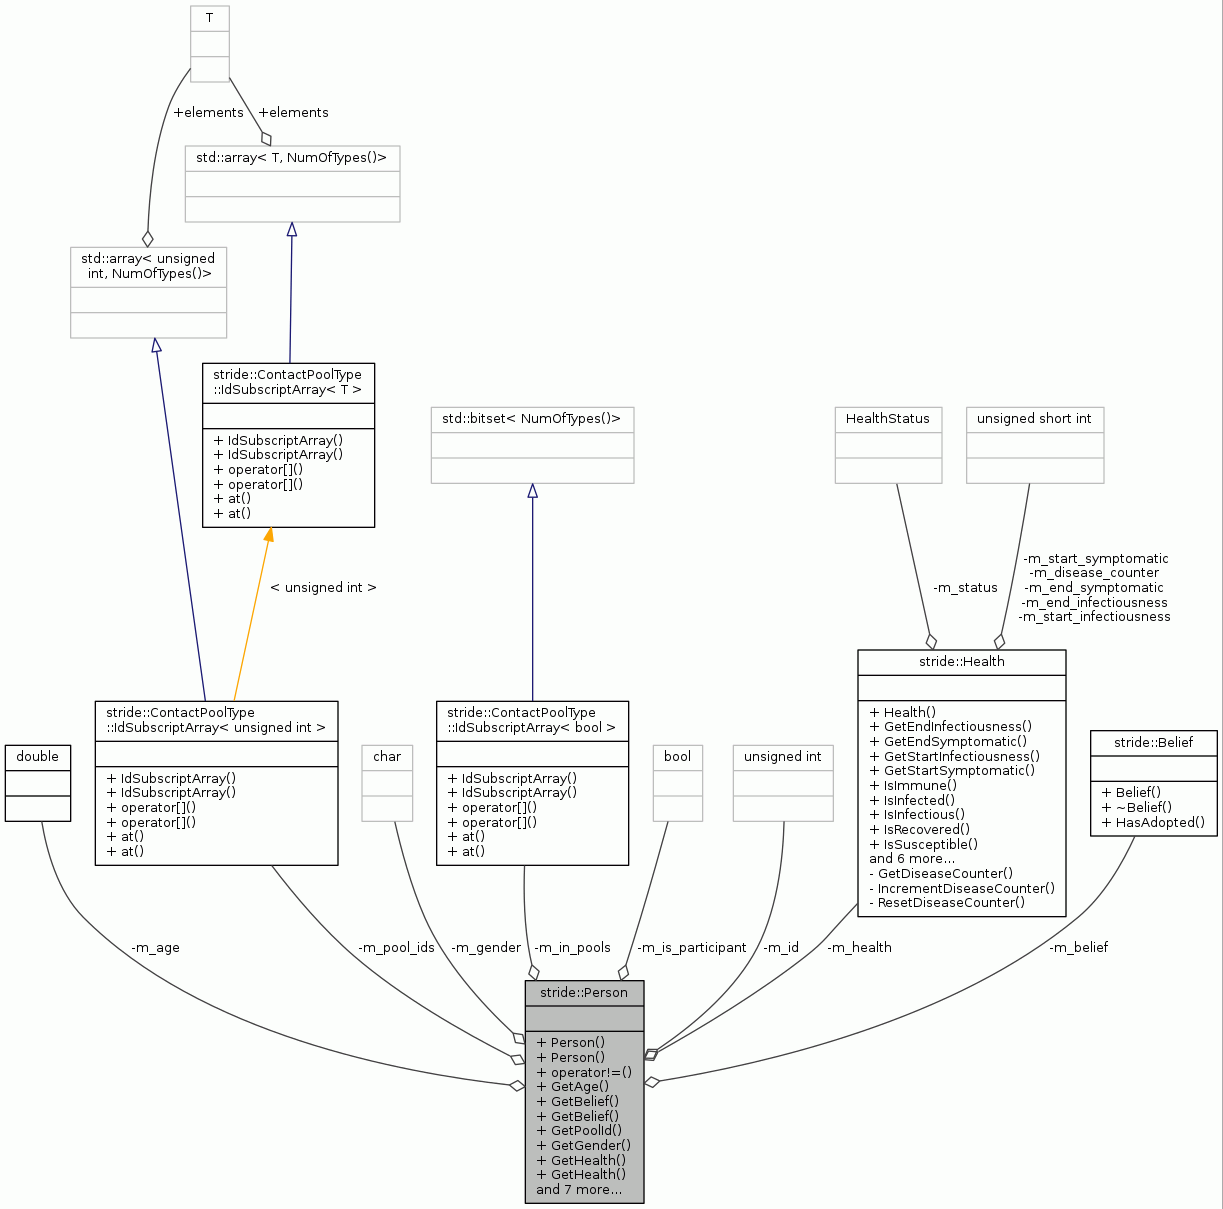 T
+elements
+elements
std::array< T, NumOfTypes()>
std::array< unsigned
int, NumOfTypes()>
stride::ContactPoolType
::IdSubscriptArray< T >
+ IdSubscriptArray()
+ IdSubscriptArray()
+ operator[]()
+ operator[]()
+ at()
+ at()
std::bitset< NumOfTypes()>
HealthStatus
unsigned short int
< unsigned int >
-m_status
-m_start_symptomatic
-m_disease_counter
-m_end_symptomatic
-m_end_infectiousness
-m_start_infectiousness
stride::Health
+ Health()
+ GetEndInfectiousness()
+ GetEndSymptomatic()
+ GetStartInfectiousness()
+ GetStartSymptomatic()
+ IsImmune()
+ IsInfected()
+ IsInfectious()
+ IsRecovered()
+ IsSusceptible()
and 6 more...
- GetDiseaseCounter()
- IncrementDiseaseCounter()
- ResetDiseaseCounter()
double
stride::ContactPoolType
::IdSubscriptArray< unsigned int >
+ IdSubscriptArray()
+ IdSubscriptArray()
+ operator[]()
+ operator[]()
+ at()
+ at()
char
stride::ContactPoolType
::IdSubscriptArray< bool >
+ IdSubscriptArray()
+ IdSubscriptArray()
+ operator[]()
+ operator[]()
+ at()
+ at()
bool
unsigned int
stride::Belief
+ Belief()
+ ~Belief()
+ HasAdopted()
-m_age
-m_pool_ids
-m_gender
-m_in_pools
-m_is_participant
-m_id
-m_health
-m_belief
stride::Person
+ Person()
+ Person()
+ operator!=()
+ GetAge()
+ GetBelief()
+ GetBelief()
+ GetPoolId()
+ GetGender()
+ GetHealth()
+ GetHealth()
and 7 more...